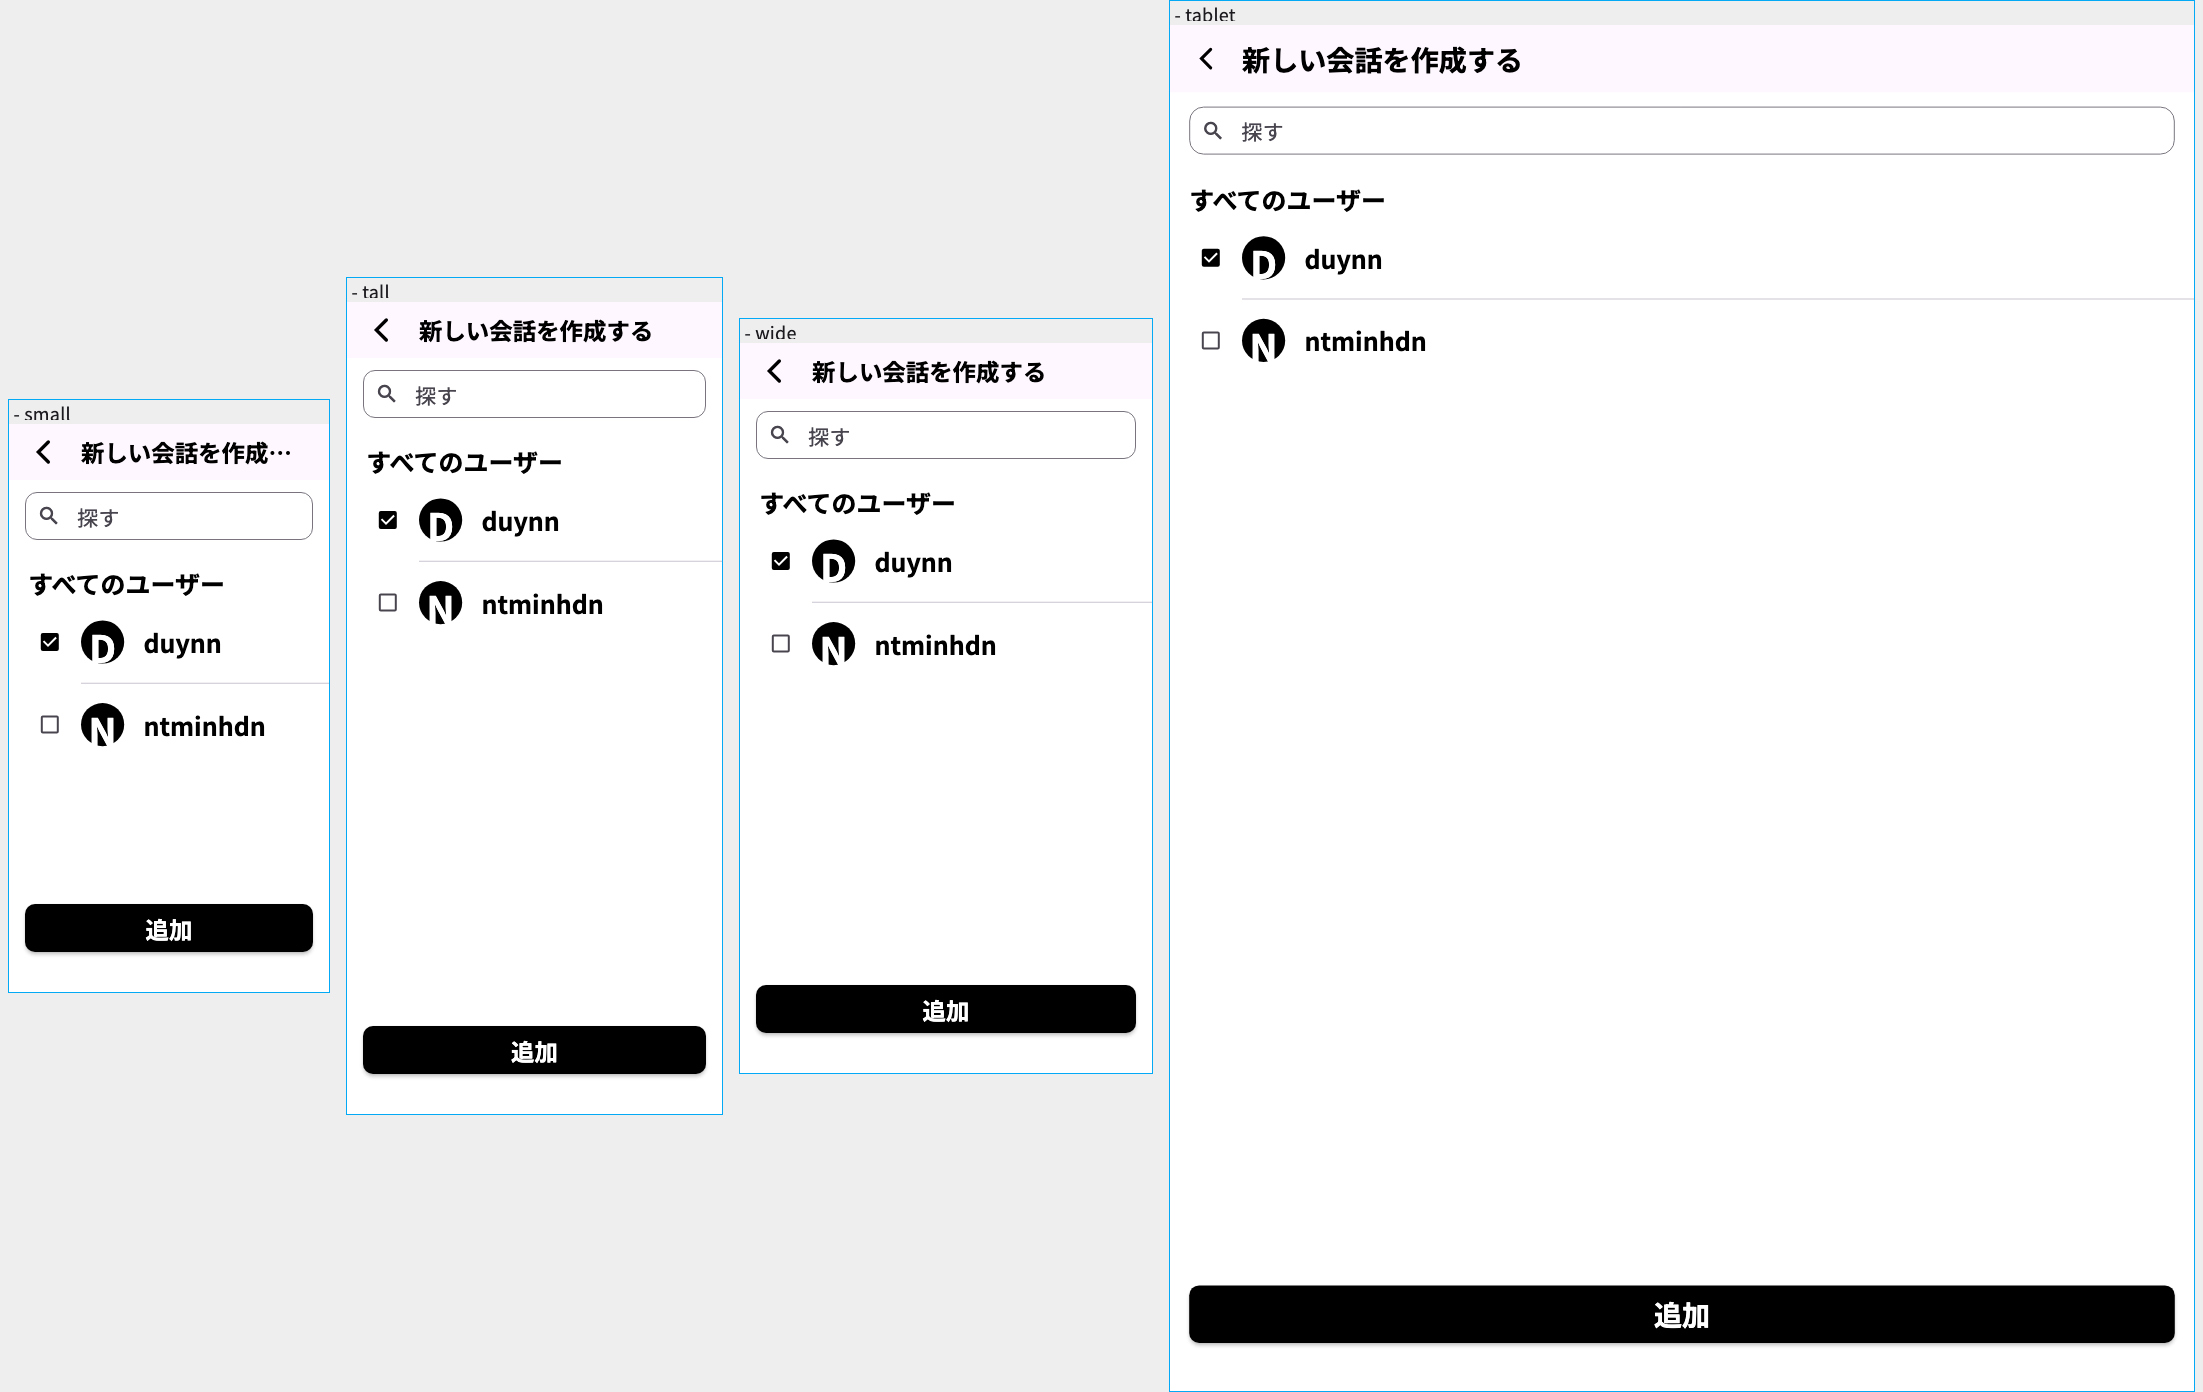 - small
新しい会話を作成…
探す
すべてのユーザー
D
duynn
N
ntminhdn
追加
- tall
新しい会話を作成する
探す
すべてのユーザー
D
duynn
N
ntminhdn
追加
- wide
新しい会話を作成する
探す
すべてのユーザー
D
duynn
N
ntminhdn
追加
- tablet
新しい会話を作成する
探す
すべてのユーザー
D
duynn
N
ntminhdn
追加